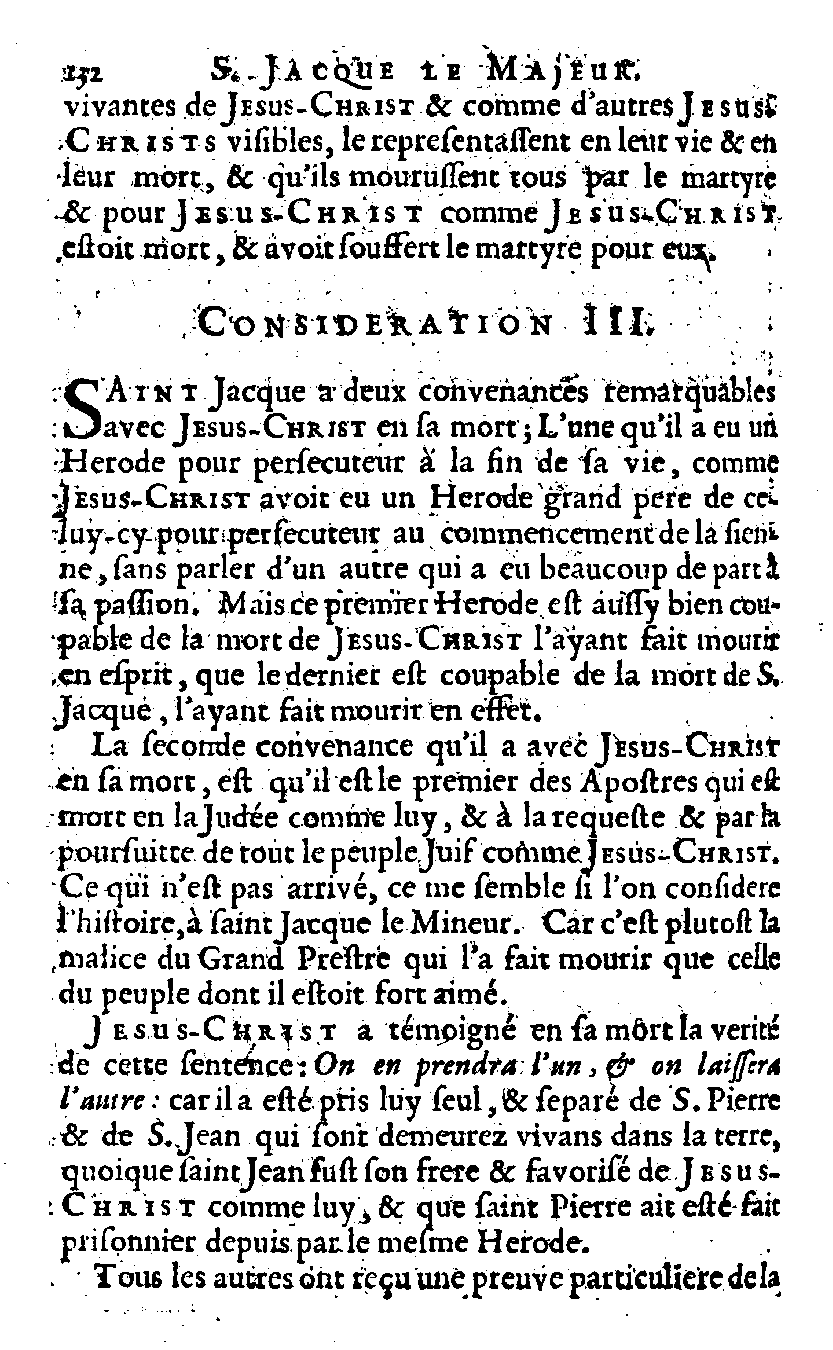 152 S. JACQUE LE MAJEUR.
vivantes de JESUS-CHRIST & comme d'autres JESUS-
CHRISTS viſibles, le repreſentaſſent en leur vie & en
leur mort, & qu'ils mouruſſent tous par le martyre
& pour JESUS-CHRIST comme JESUS-CHRIST
eſtoit mort, & avoit ſouffert le martyre pour eux.
CONSIDERATION III.
SAINT Jacque a deux convenances remarquables
avec JESUS-CHRIST en ſa mort; L'une qu'il a eu un
Herode pour perſecuteur à la fin de ſa vie, comme
JESUS-CHRIST avoit eu un Herode grand pere de ce-
luy-cy pour perſecuteur au commencement de la ſien-
ne, ſans parler d'un autre qui a eu beaucoup de part à
ſa paſſion. Mais ce premier Herode eſt auſſy bien cou-
pable de la mort de JESUS-CHRIST l'ayant fait mourir
en eſprit, que le dernier eſt coupable de la mort de S.
Jacque, l'ayant fait mourir en effet.
La ſeconde convenance qu'il a avec JESUS-CHRIST
en ſa mort, eſt qu'il eſt le premier des Apoſtres qui eſt
mort en la Judée comme luy, & à la requeſte & par la
pourſuitte de tout le peuple Juif comme JESUS-CHRIST.
Ce qui n'eſt pas arrivé, ce me ſemble ſi l'on conſidere
l'hiſtoire, à ſaint Jacque le Mineur. Car c'eſt plutoſt la
malice du Grand Preſtre qui l'a fait mourir que celle
du peuple dont il eſtoit fort aimé.
JESUS-CHRIST a témoigné en ſa mort la verité
de cette ſentence: On en prendra l'un, & on laiſſera
l'autre: car il a eſté pris luy ſeul, & ſeparé de S. Pierre
& de S. Jean qui ſont demeurez vivans dans la terre,
quoique ſaint Jean fuſt ſon frere & favoriſé de JESUS-
CHRIST comme luy, & que ſaint Pierre ait eſté fait
priſonnier depuis par le meſme Herode.
Tous les autres ont reçu une preuve particuliere de la